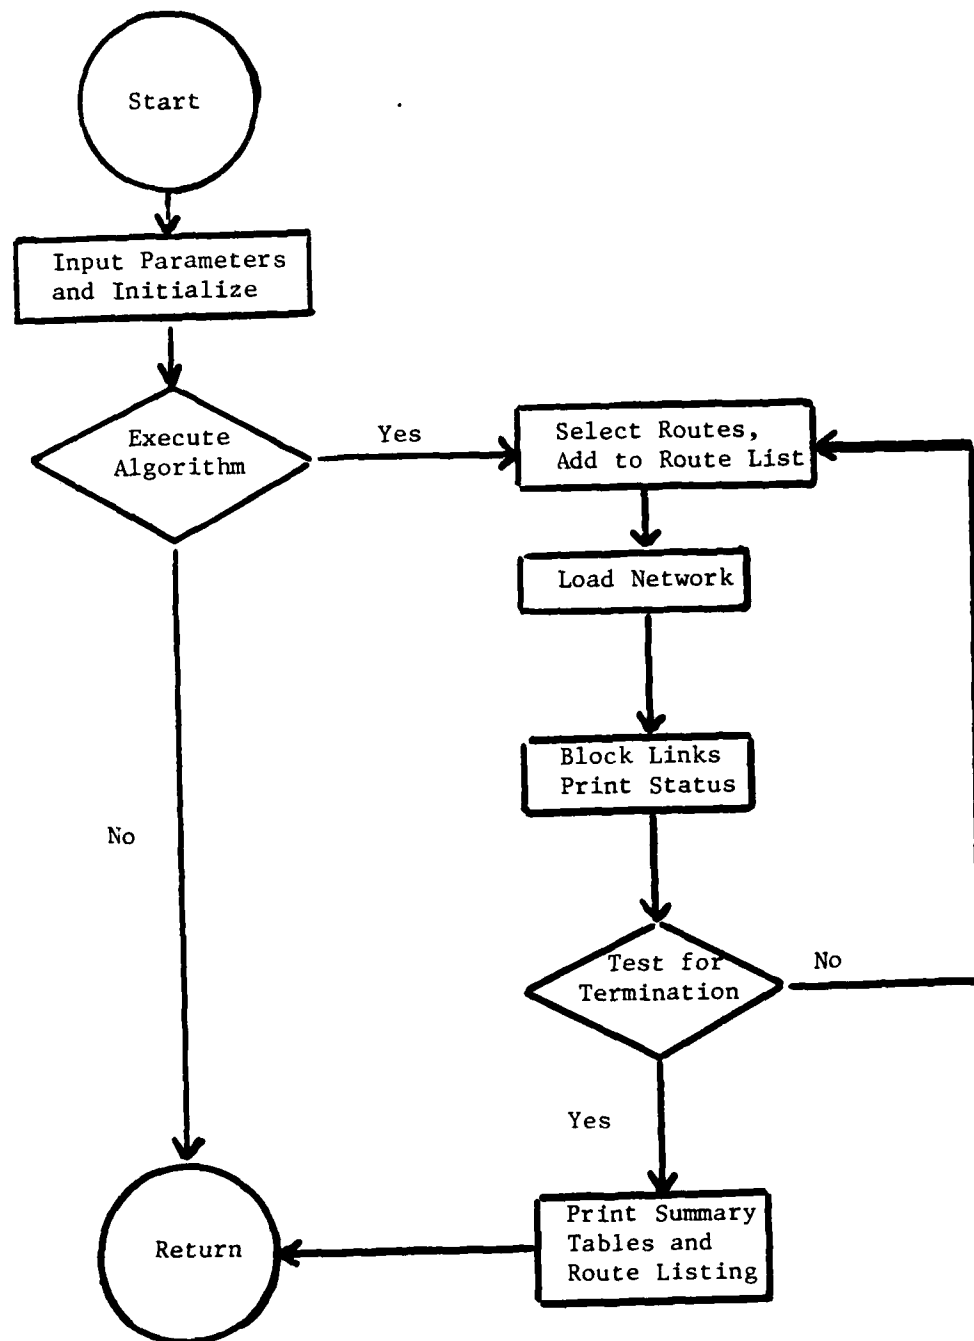 Start
Input Parameters
and Initialize
Execute
Algorithm
Yes
Select Routes,
Add to Route List
Load Network
Block Links
Print Status
No
Test for
Termination
No
Yes
Print Summary
Tables and
Route Listing
Return